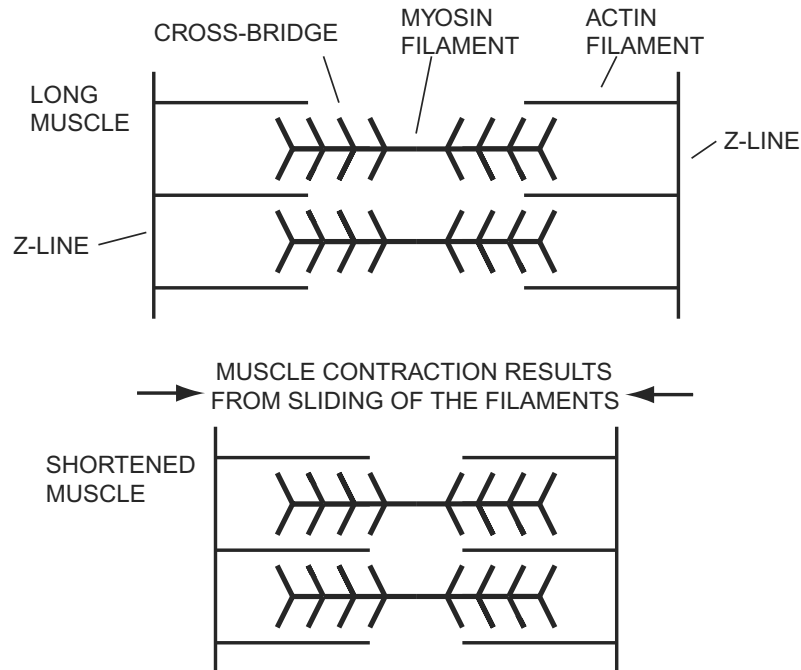 CROSS-BRIDGE
MYOSIN
FILAMENT
ACTIN
FILAMENT
LONG
MUSCLE
Z-LINE
Z-LINE
MUSCLE CONTRACTION RESULTS
FROM SLIDING OF THE FILAMENTS
SHORTENED
MUSCLE